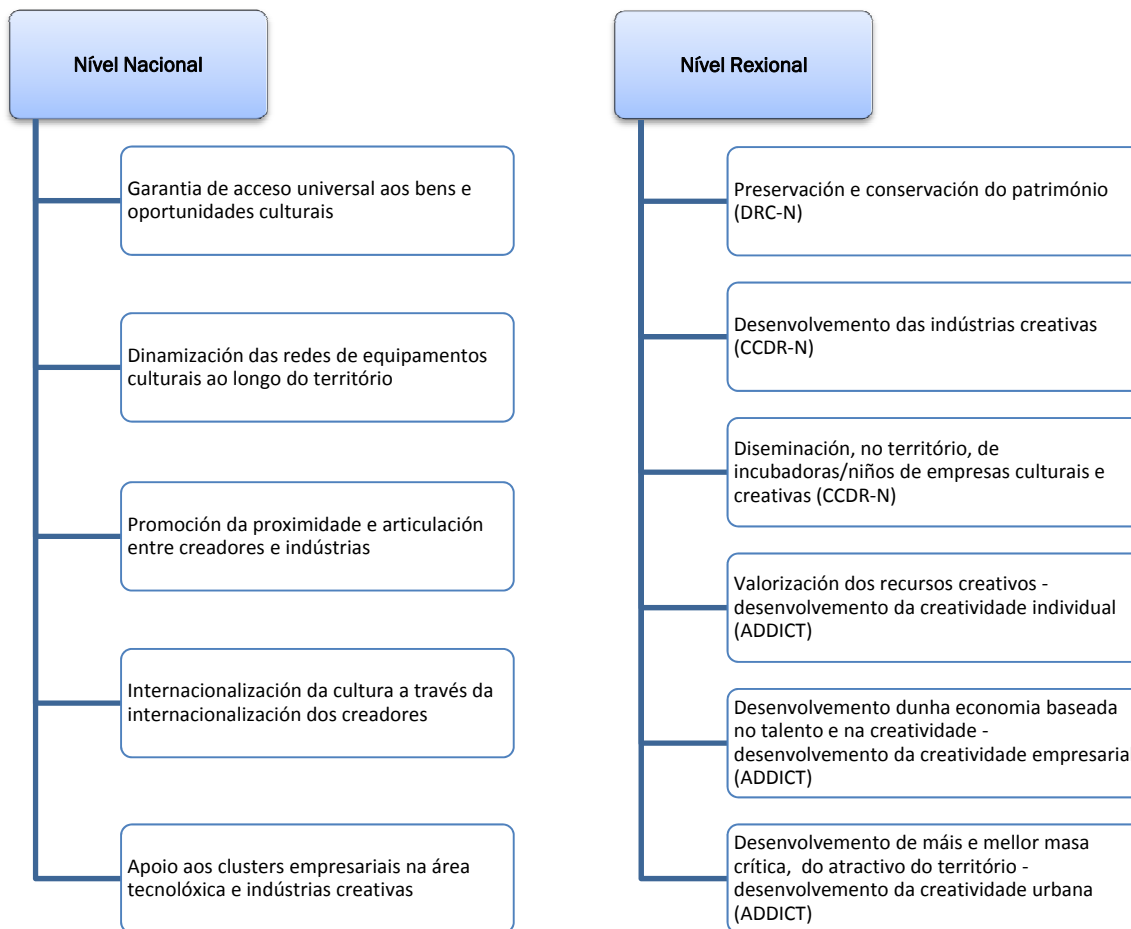 Nível Nacional
Garantia de acceso universal aos bens e
oportunidades culturais
Dinamización das redes de equipamentos
culturais ao longo do território
Promoción da proximidade e articulación
entre creadores e indústrias
Internacionalización da cultura a través da
internacionalización dos creadores
Apoio aos clusters empresariais na área
tecnolóxica e indústrias creativas
Nível Rexional
Preservación e conservación do património
(DRC-N)
Desenvolvemento das indústrias creativas
(CCDR-N)
Diseminación, no território, de
incubadoras/niños de empresas culturais e
creativas (CCDR-N)
Valorización dos recursos creativos -
desenvolvemento da creatividade individual
(ADDICT)
Desenvolvemento dunha economia baseada
no talento e na creatividade -
desenvolvemento da creatividade empresaria
(ADDICT)
Desenvolvemento de máis e mellor masa
crítica,  do atractivo do território -
desenvolvemento da creatividade urbana
(ADDICT)